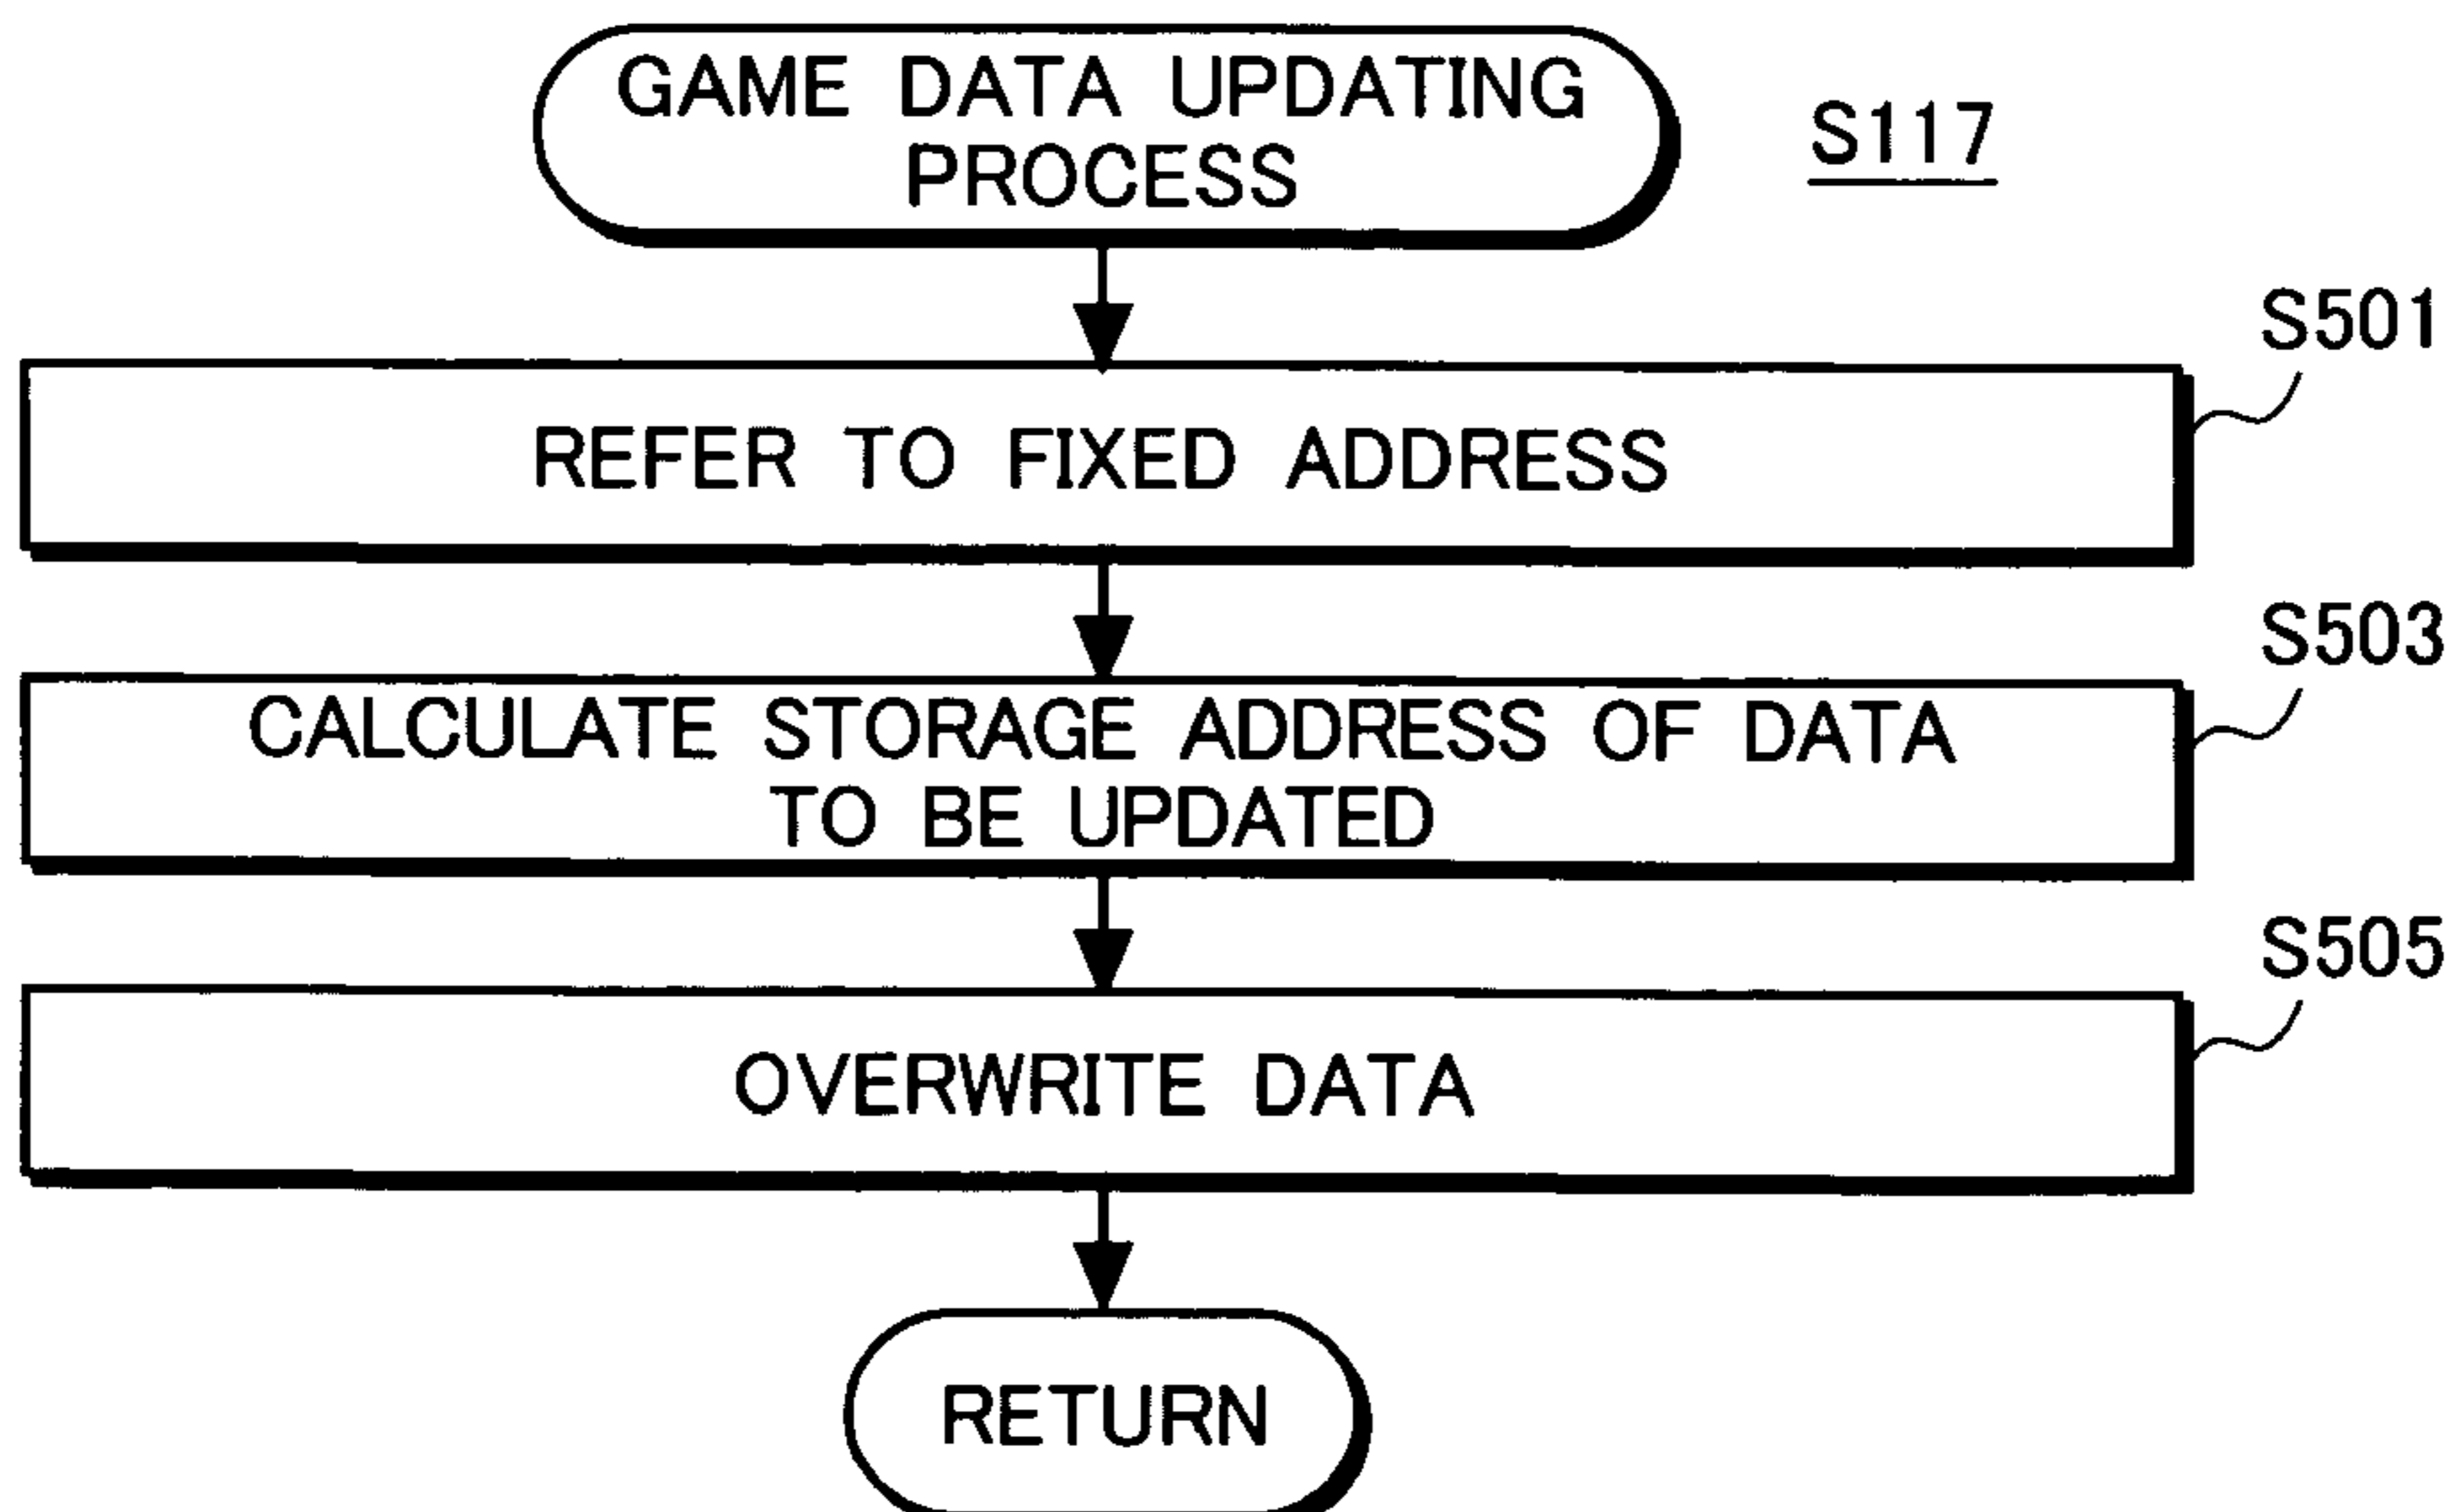 GAME DATA UPDATING
PROCESS
S117
S501
REFER TO FIXED ADDRESS
S503
CALCULATE STORAGE ADDRESS OF DATA
TO BE UPDATED
S505
OVERWRITE DATA
RETURN